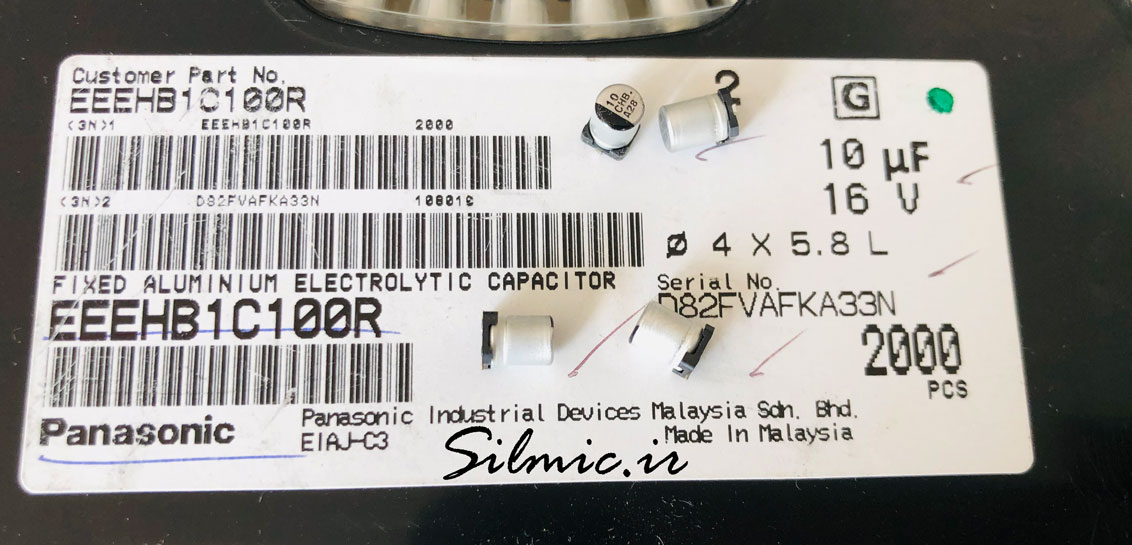 Customer Part No.
EEEHB1C100R
(3N)1 EEEHB1C100R 2000
(3N)2 D82FVAFKA33N
FIXED ALUMINIUM ELECTROLYTIC CAPACITOR
EEEHB1C100R
Panasonic
Panasonic Industrial Devices Malaysia Sdn. Bhd.
EIAJ-C3
Made In Malaysia
10
CHB.
A28
2
G
10 µF
16 V
ø 4 X 5.8 L
Serial No.
D82FVAFKA33N
2000
PCS
Silmic.ir